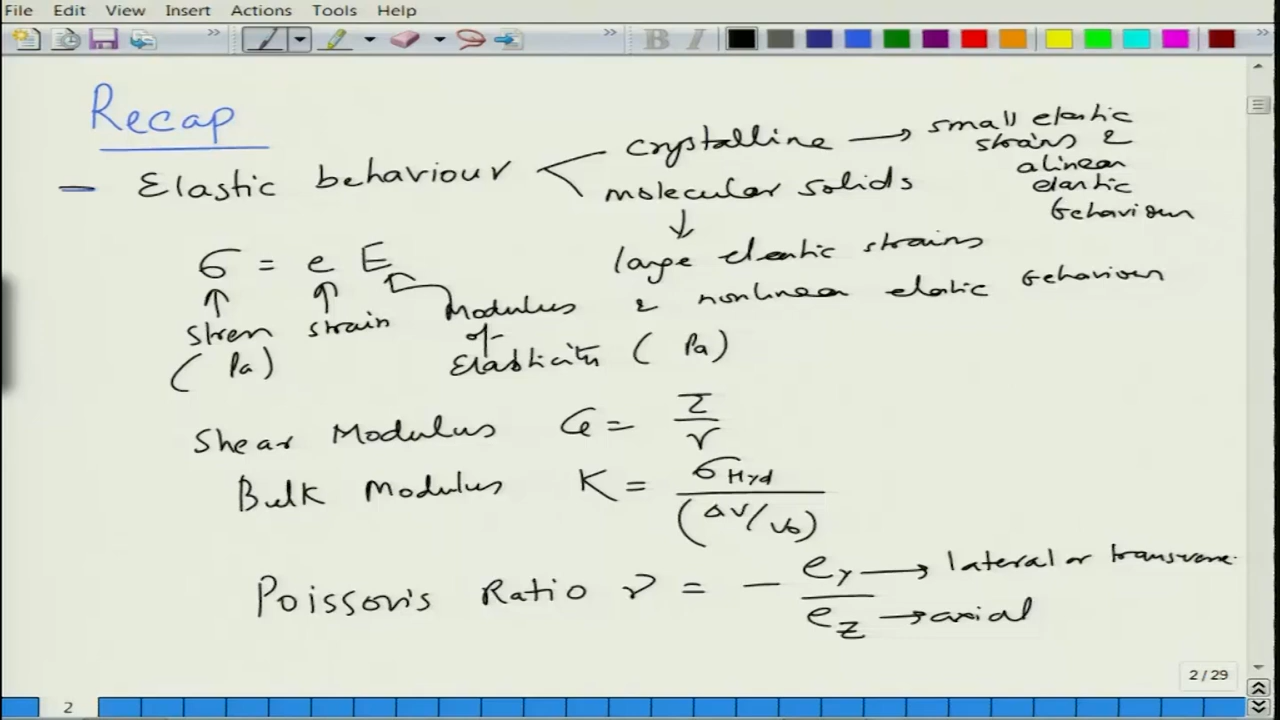 File Edit View Insert Actions Tools Help
Recap
— Elastic behaviour
crystalline → small elastic
strains &
a linear
elastic
behaviour
molecular solids
↓
large elastic strains
& nonlinear elastic behaviour
σ = e E
Stress strain Modulus
of
Elasticity (Pa)
(Pa)
Shear Modulus G = τ/γ
Bulk Modulus K = σHyd/(ΔV/V0)
Poisson's Ratio ν = - eY/eZ
eY → lateral or transverse
eZ → axial
2 / 29
2